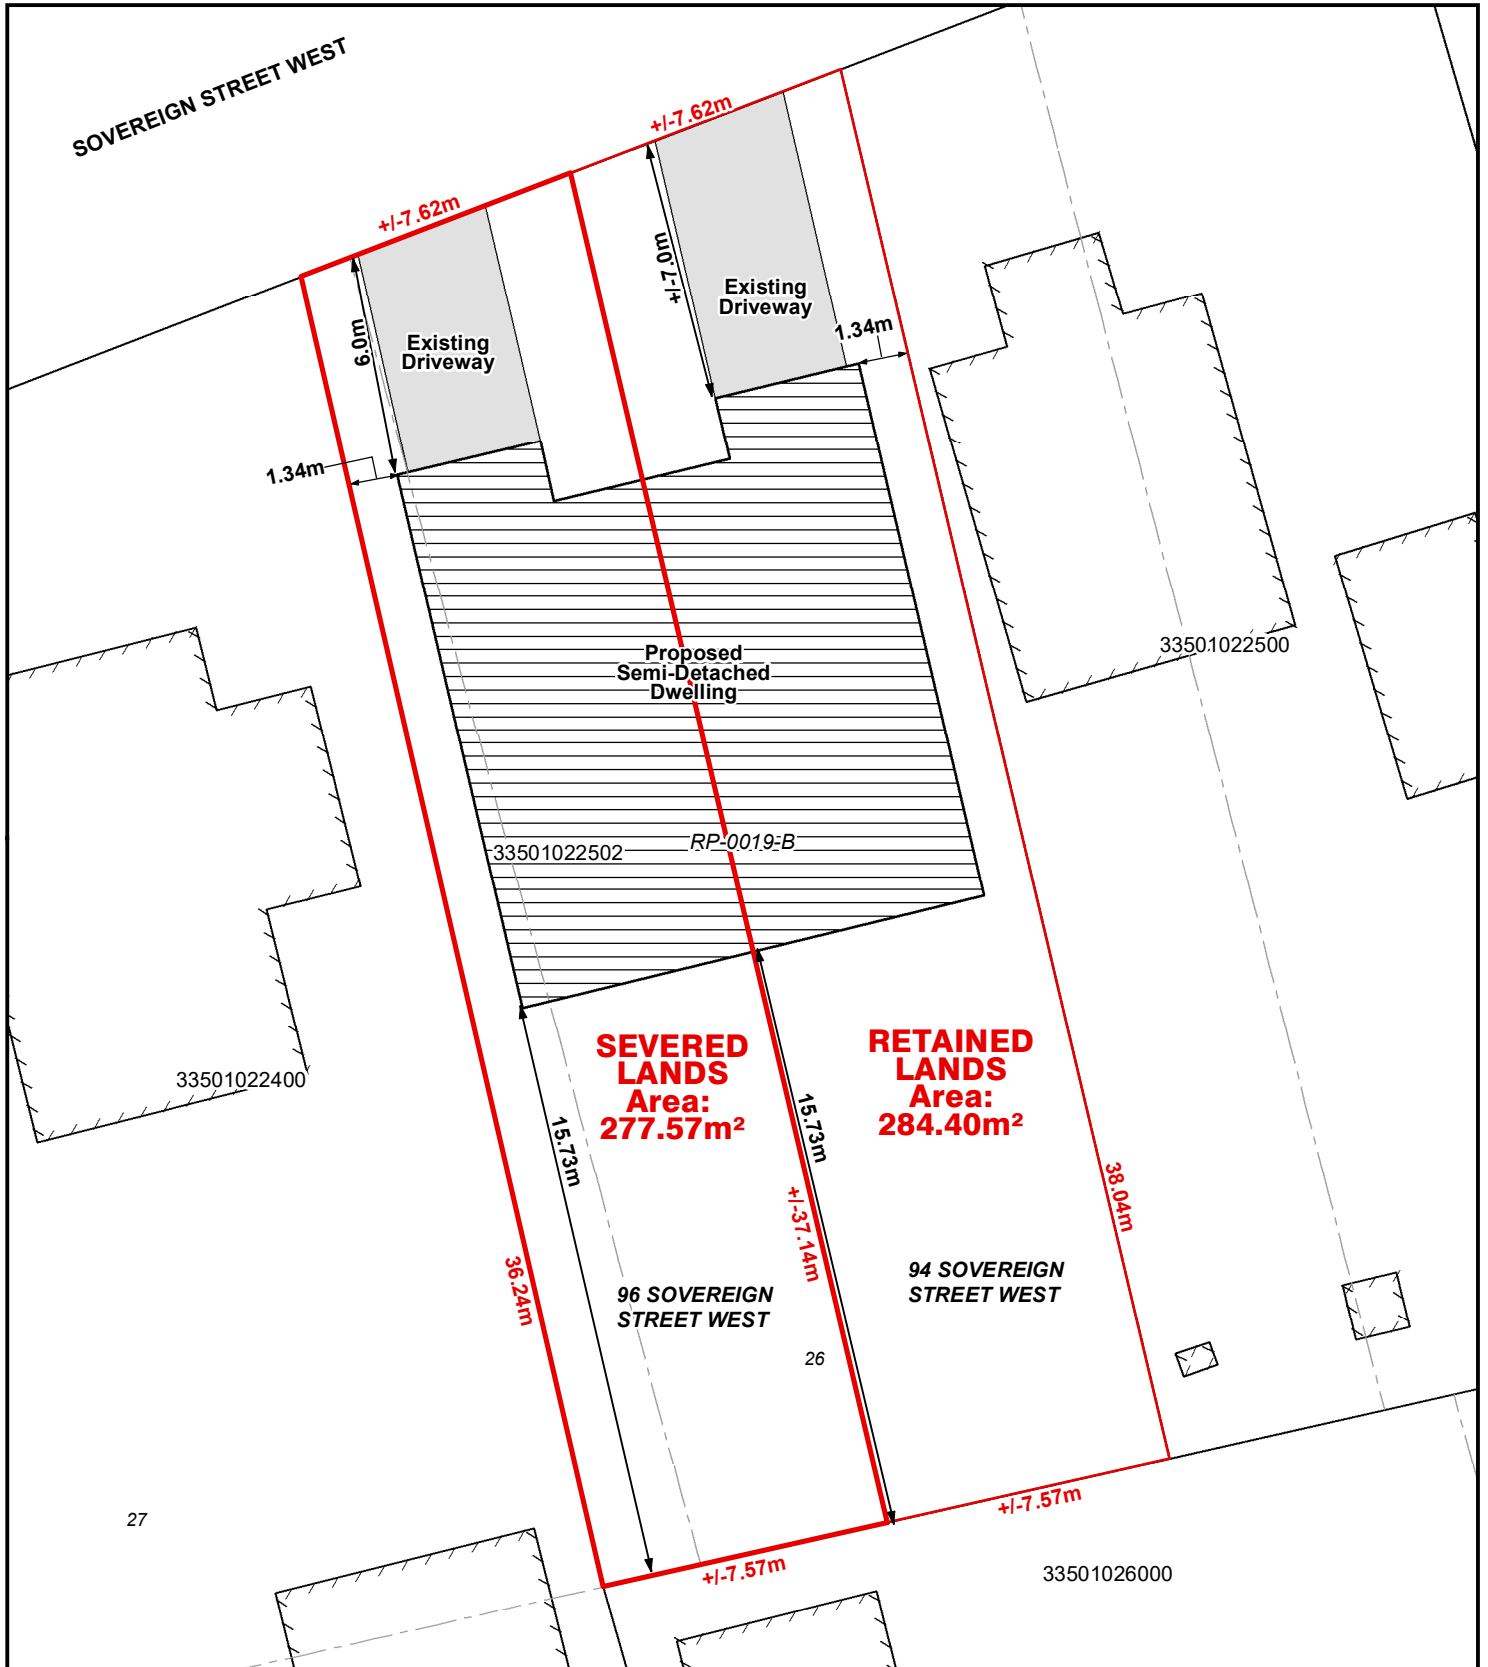 SOVEREIGN STREET WEST
+/-7.62m
+/-7.62m
6.0m
+/-7.0m
Existing
Driveway
Existing
Driveway
1.34m
1.34m
Proposed
Semi-Detached
Dwelling
33501022500
RP-0019-B
33501022502
33501022400
SEVERED
LANDS
Area:
277.57m²
RETAINED
LANDS
Area:
284.40m²
15.73m
15.73m
+/-37.14m
38.04m
36.24m
96 SOVEREIGN
STREET WEST
94 SOVEREIGN
STREET WEST
26
27
+/-7.57m
+/-7.57m
33501026000